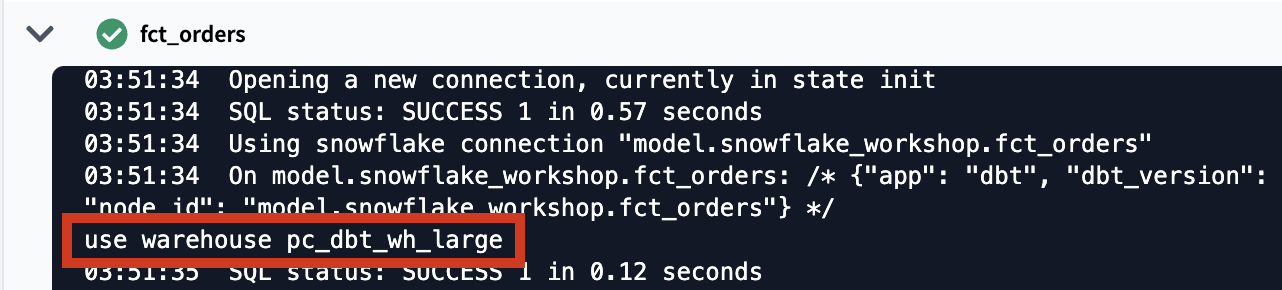 fct_orders
03:51:34  Opening a new connection, currently in state init
03:51:34  SQL status: SUCCESS 1 in 0.57 seconds
03:51:34  Using snowflake connection "model.snowflake_workshop.fct_orders"
03:51:34  On model.snowflake_workshop.fct_orders: /* {"app": "dbt", "dbt_version":
"node_id": "model.snowflake_workshop.fct_orders"} */
use warehouse pc_dbt_wh_large
03:51:35  SQL status: SUCCESS 1 in 0.12 seconds